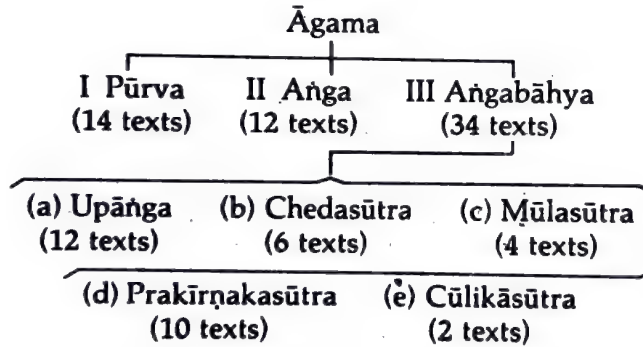 Āgama
I Pūrva II Aṅga III Aṅgabāhya
(14 texts) (12 texts) (34 texts)
(a) Upāṅga (b) Chedasūtra (c) Mūlasūtra
(12 texts) (6 texts) (4 texts)
(d) Prakīrṇakasūtra (e) Cūlikāsūtra
(10 texts) (2 texts)